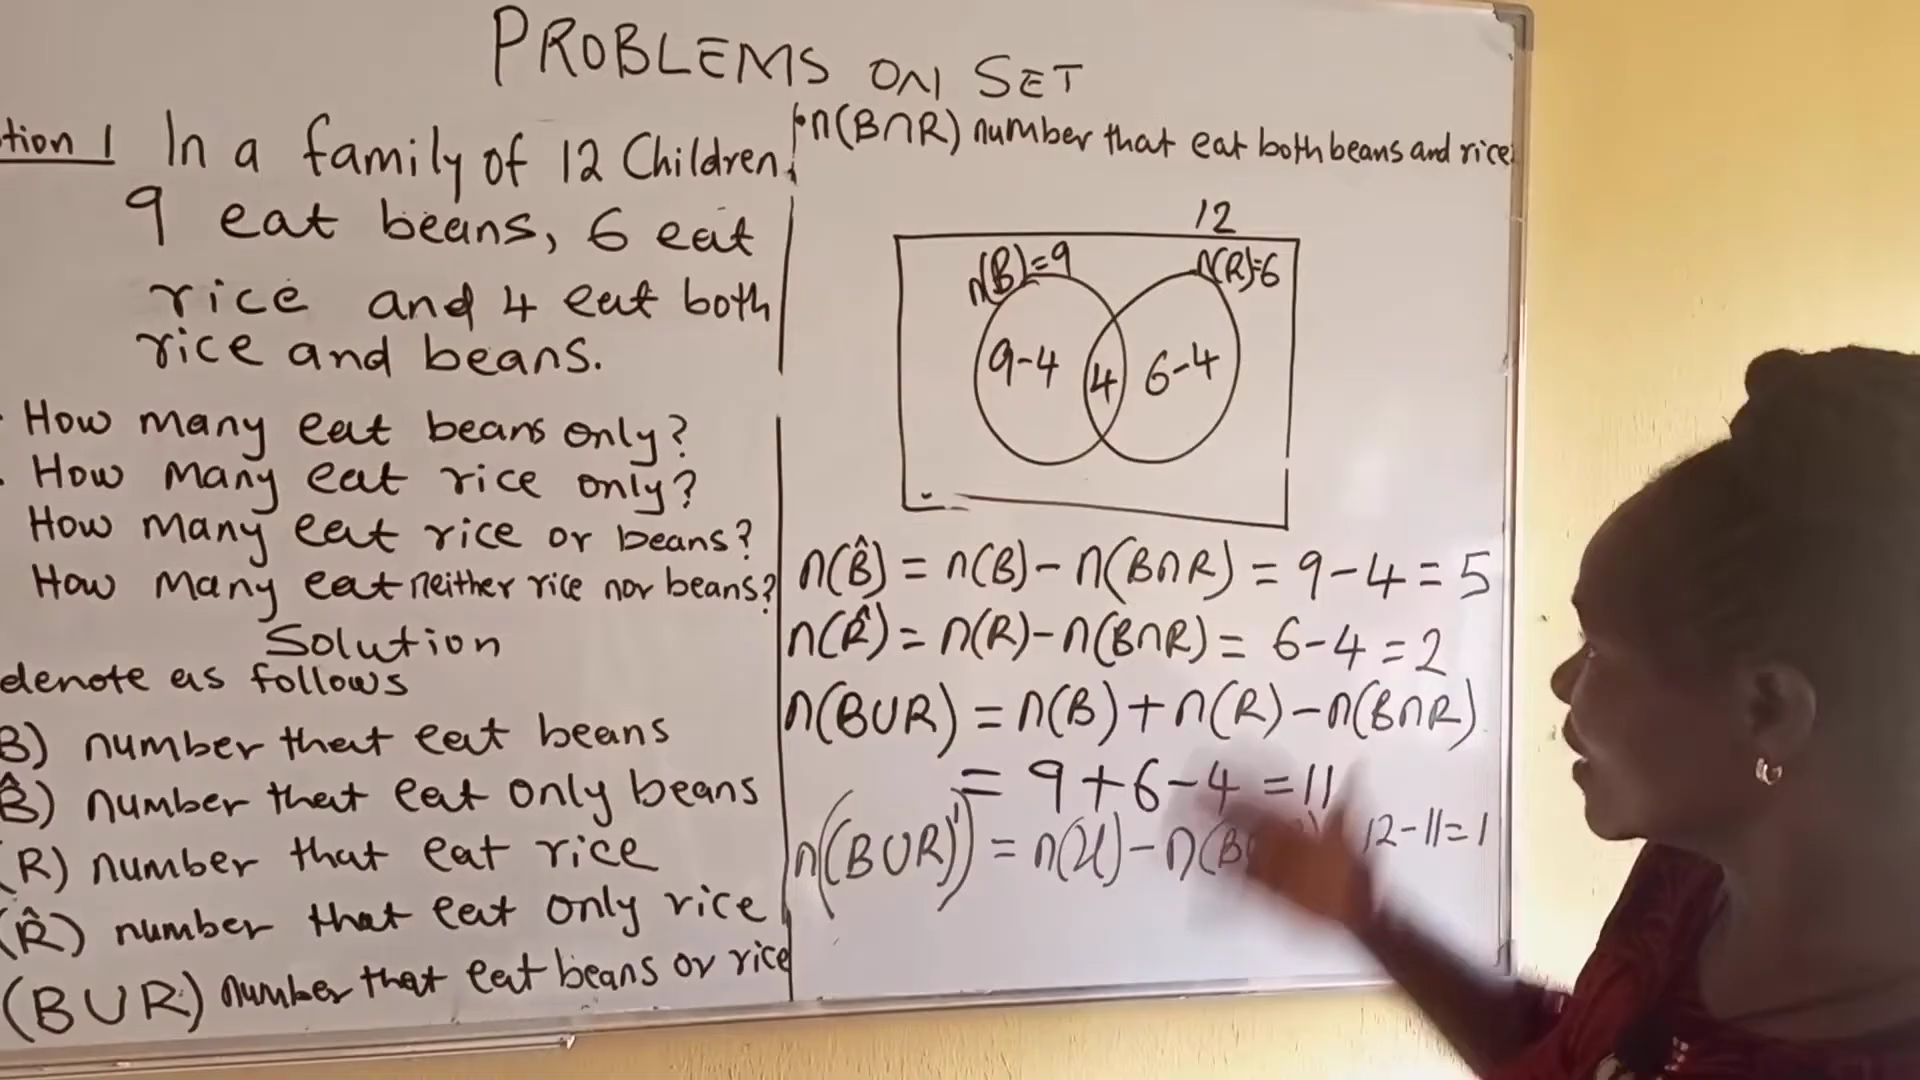 PROBLEMS ON SET
tion 1 In a family of 12 Children,
9 eat beans, 6 eat
rice and 4 eat both
rice and beans.
How many eat beans only?
How many eat rice only?
How many eat rice or beans?
How many eat neither rice nor beans?
Solution
denote as follows
B) number that eat beans
B̂) number that eat only beans
(R) number that eat rice
(R̂) number that eat only rice
(BUR) number that eat beans or rice
n(B∩R) number that eat both beans and rice
12
n(B)=9 n(R)=6
9-4 4 6-4
n(B̂) = n(B) - n(B∩R) = 9-4 = 5
n(R̂) = n(R) - n(B∩R) = 6-4 = 2
n(BUR) = n(B) + n(R) - n(B∩R)
= 9+6-4 = 11
n((BUR)') = n(U) - n(B 12-11=1